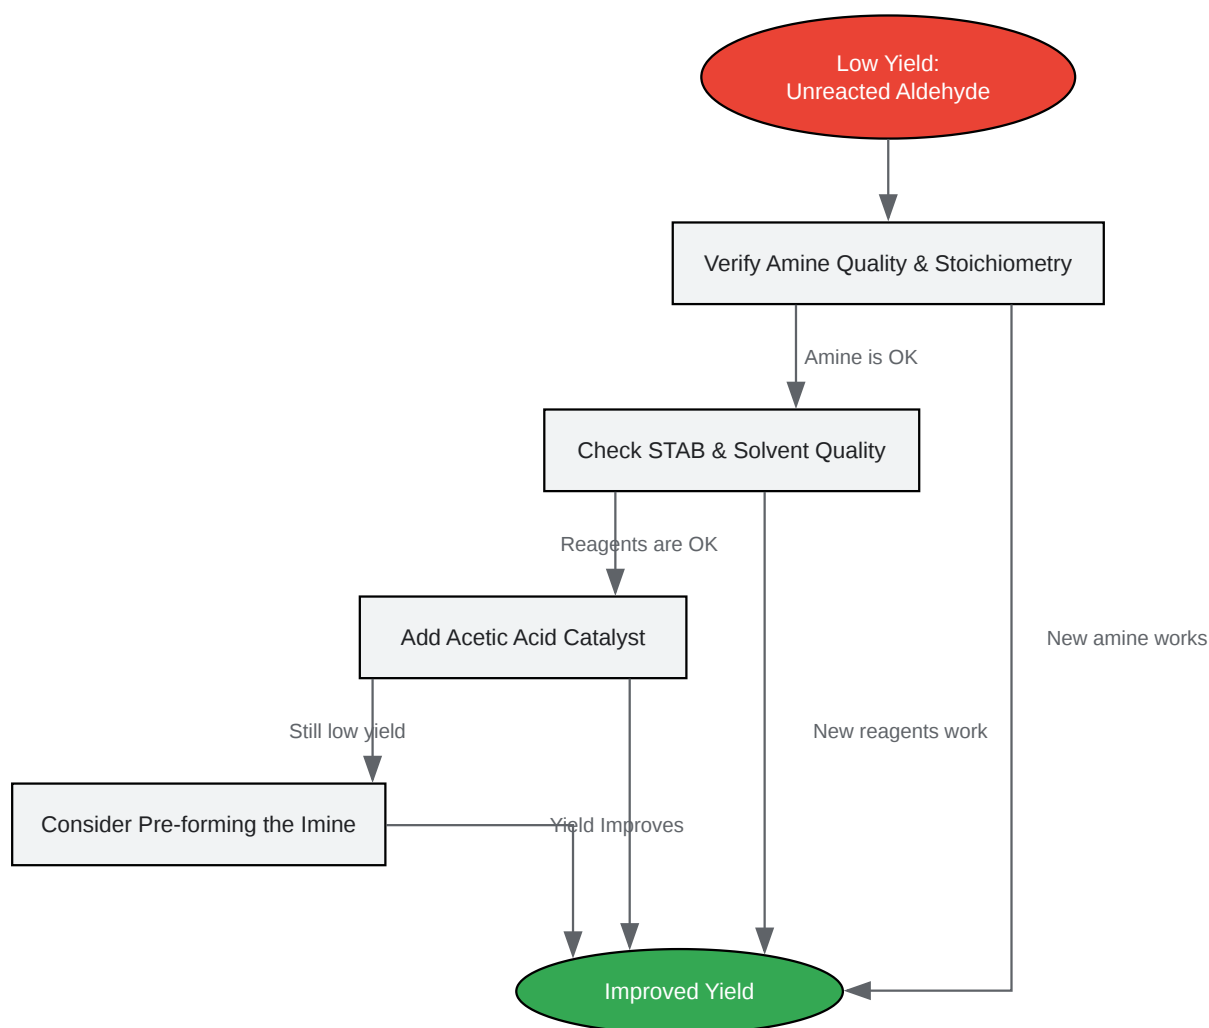 Low Yield:
Unreacted Aldehyde
Verify Amine Quality & Stoichiometry
Amine is OK
Check STAB & Solvent Quality
Reagents are OK
Add Acetic Acid Catalyst
New amine works
Still low yield
New reagents work
Consider Pre-forming the Imine
Yield Improves
Improved Yield